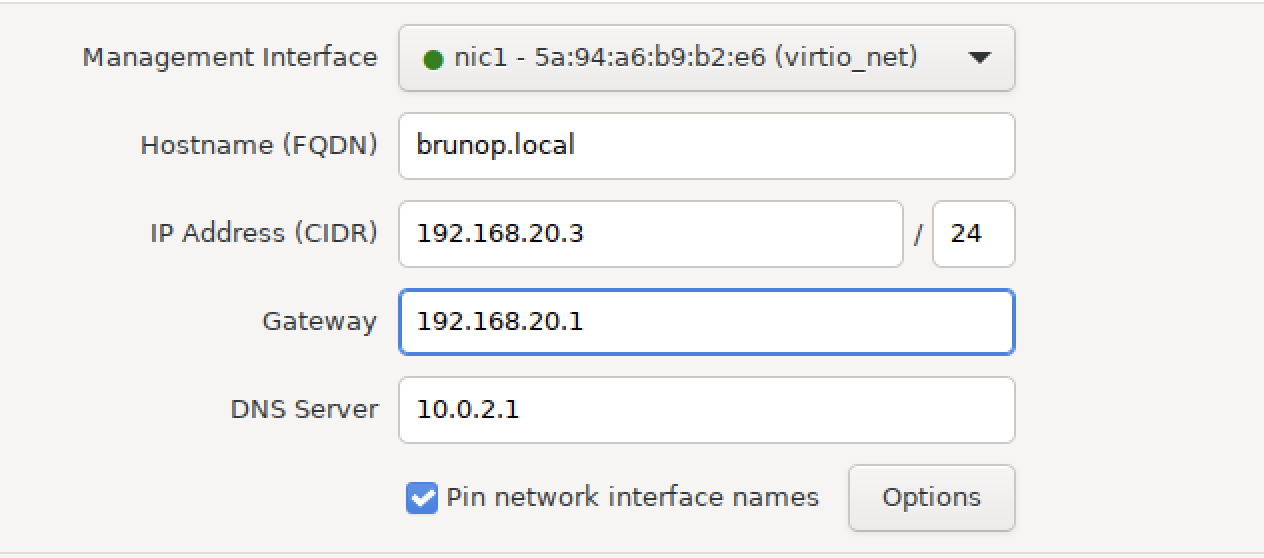 Management Interface nic1 - 5a:94:a6:b9:b2:e6 (virtio_net)
Hostname (FQDN) brunop.local
IP Address (CIDR) 192.168.20.3 / 24
Gateway 192.168.20.1
DNS Server 10.0.2.1
Pin network interface names Options